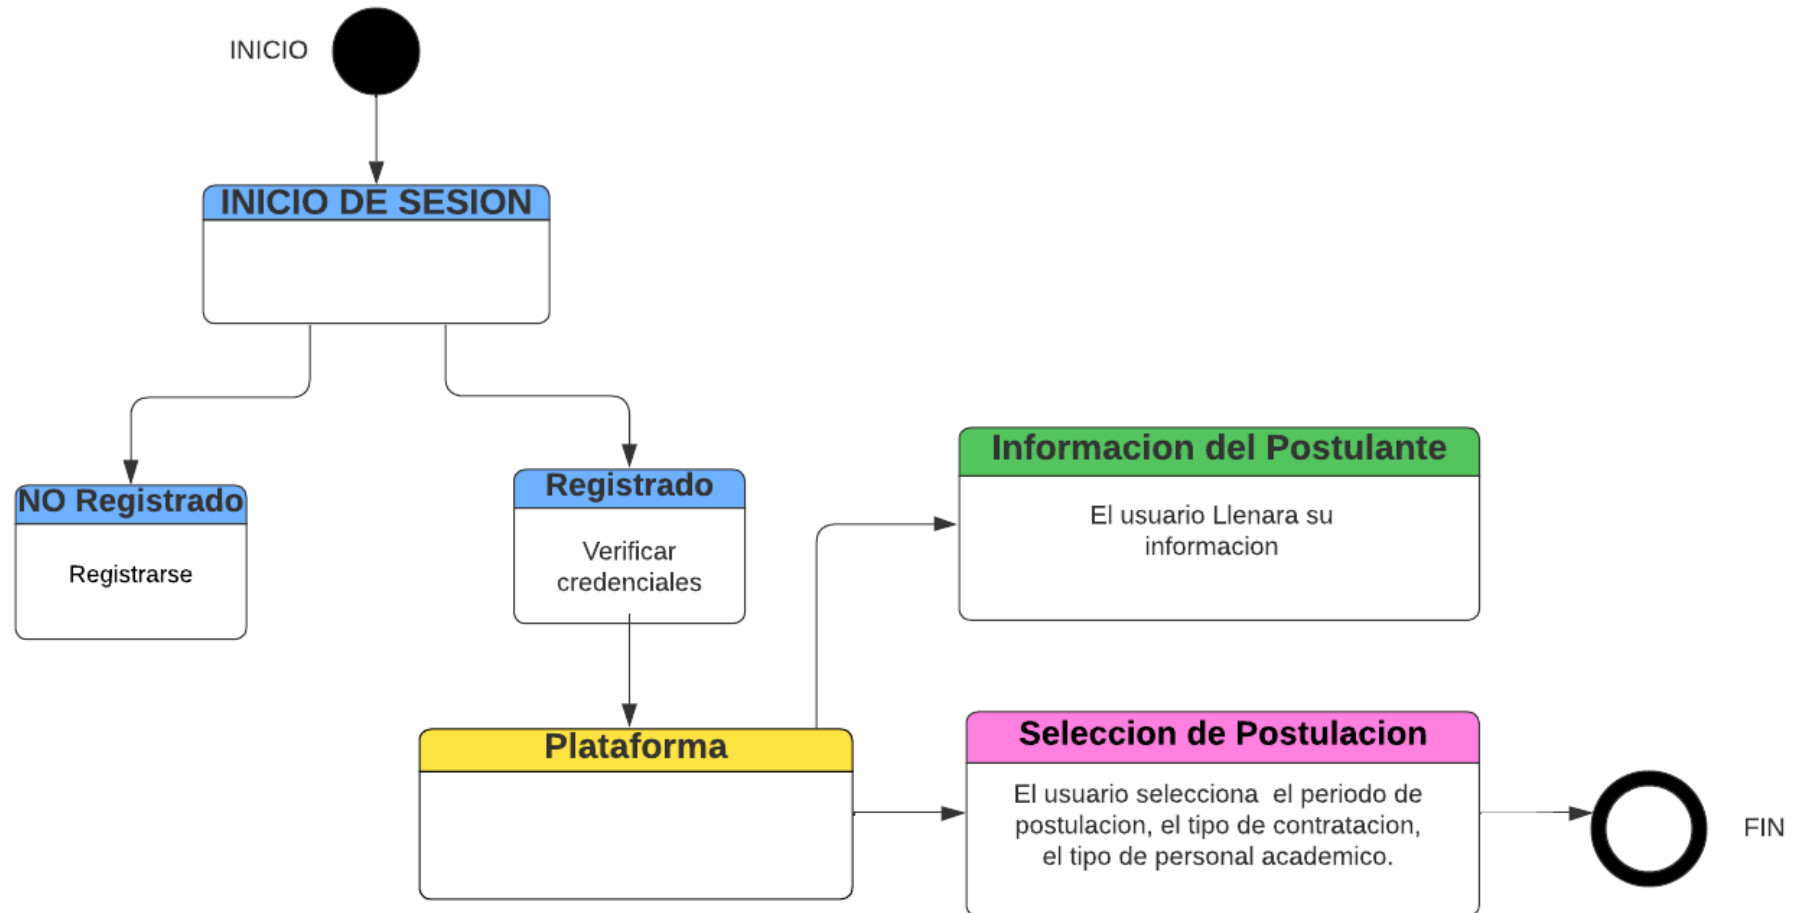 INICIO
INICIO DE SESION
NO Registrado
Registrarse
Registrado
Verificar
credenciales
Informacion del Postulante
El usuario Llenara su
informacion
Plataforma
Seleccion de Postulacion
El usuario selecciona  el periodo de
postulacion, el tipo de contratacion,
el tipo de personal academico.
FIN